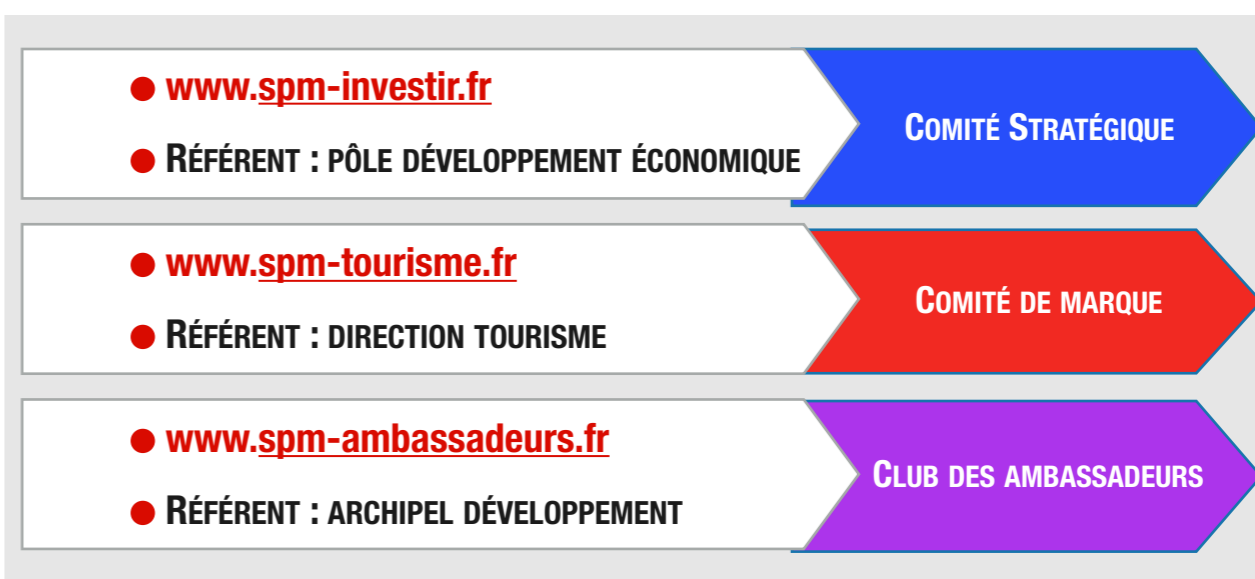 ● www.spm-investir.fr
● Référent : pôle développement économique
Comité Stratégique
● www.spm-tourisme.fr
● Référent : direction tourisme
Comité de marque
● www.spm-ambassadeurs.fr
● Référent : archipel développement
Club des ambassadeurs